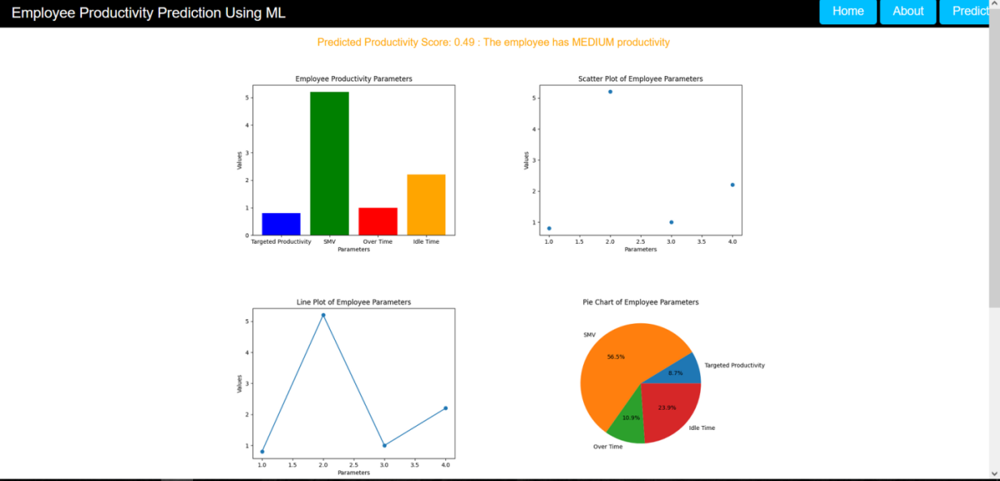 Employee Productivity Prediction Using ML
Home About Predict
Predicted Productivity Score: 0.49 : The employee has MEDIUM productivity
Employee Productivity Parameters
5
4
3
2
1
0
Values
Targeted Productivity SMV Over Time Idle Time
Parameters
Scatter Plot of Employee Parameters
5
4
3
2
1
Values
1.0 1.5 2.0 2.5 3.0 3.5 4.0
Parameters
Line Plot of Employee Parameters
5
4
3
2
1
Values
1.0 1.5 2.0 2.5 3.0 3.5 4.0
Parameters
Pie Chart of Employee Parameters
SMV
56.5%
Targeted Productivity
8.7%
23.9%
10.9%
Idle Time
Over Time